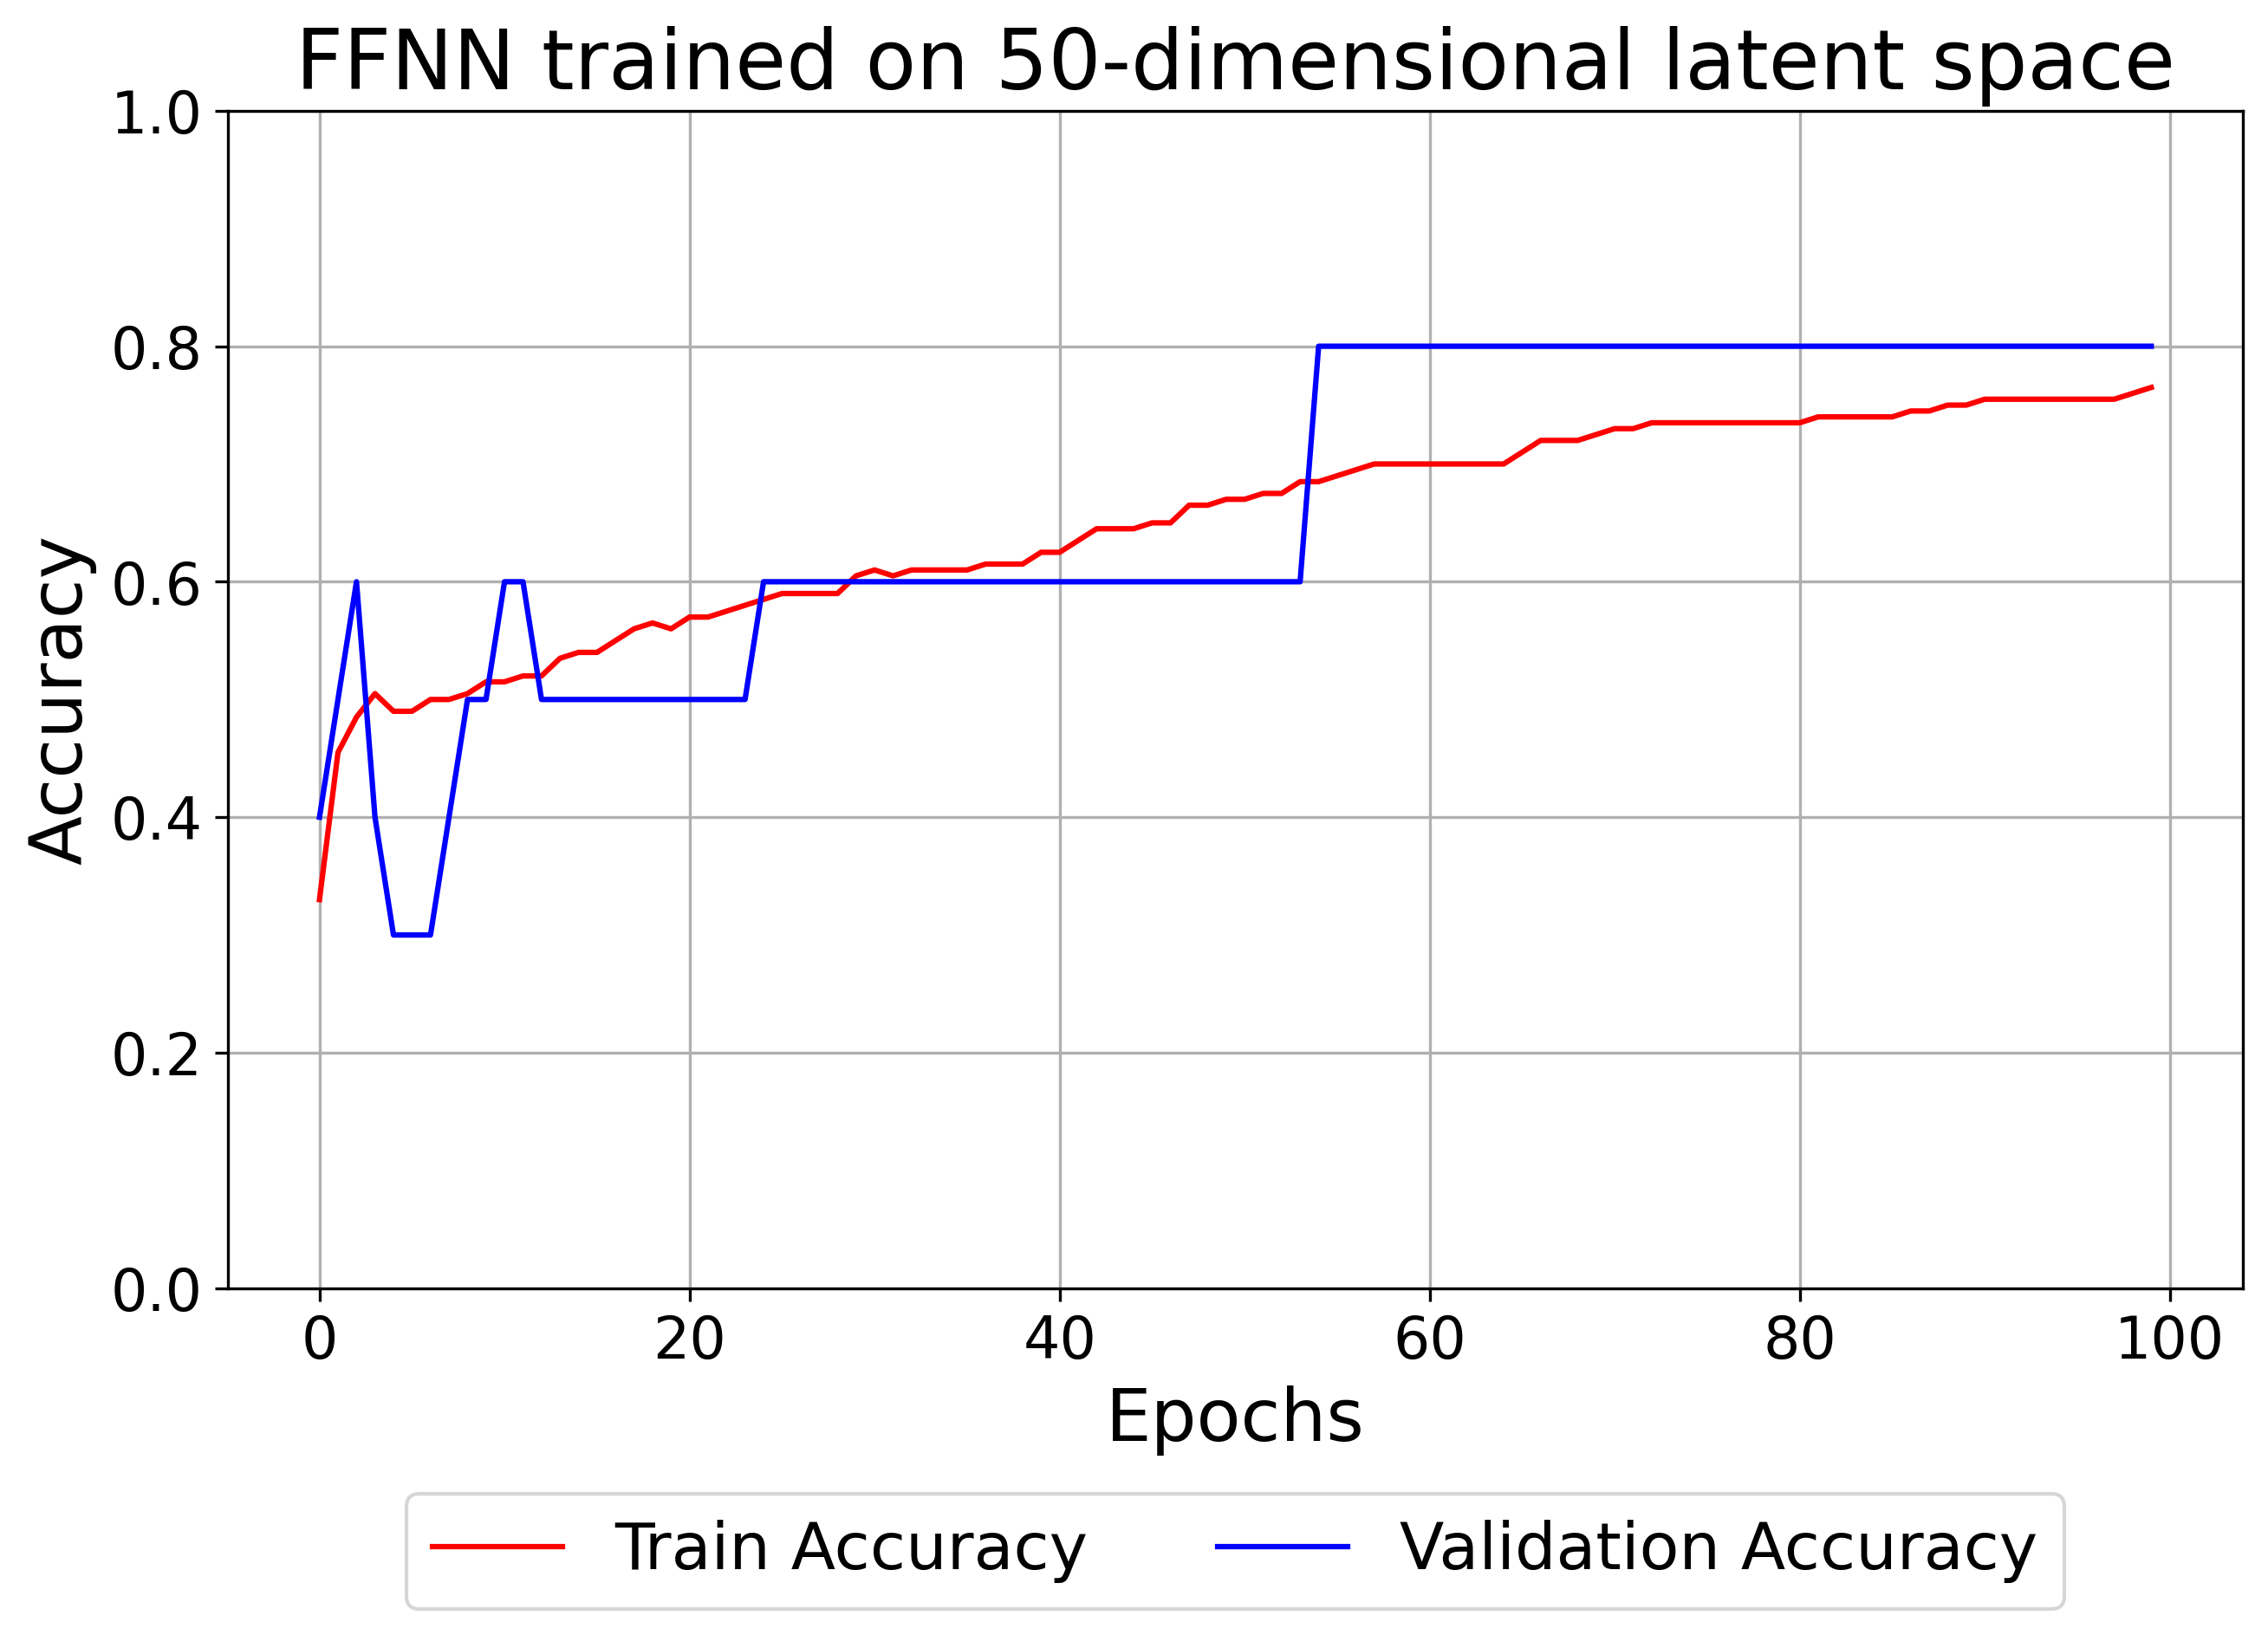 FFNN trained on 50-dimensional latent space
1.0
0.8
0.6
0.4
0.2
0.0
Accuracy
0 20 40 60 80 100
Epochs
Train Accuracy Validation Accuracy